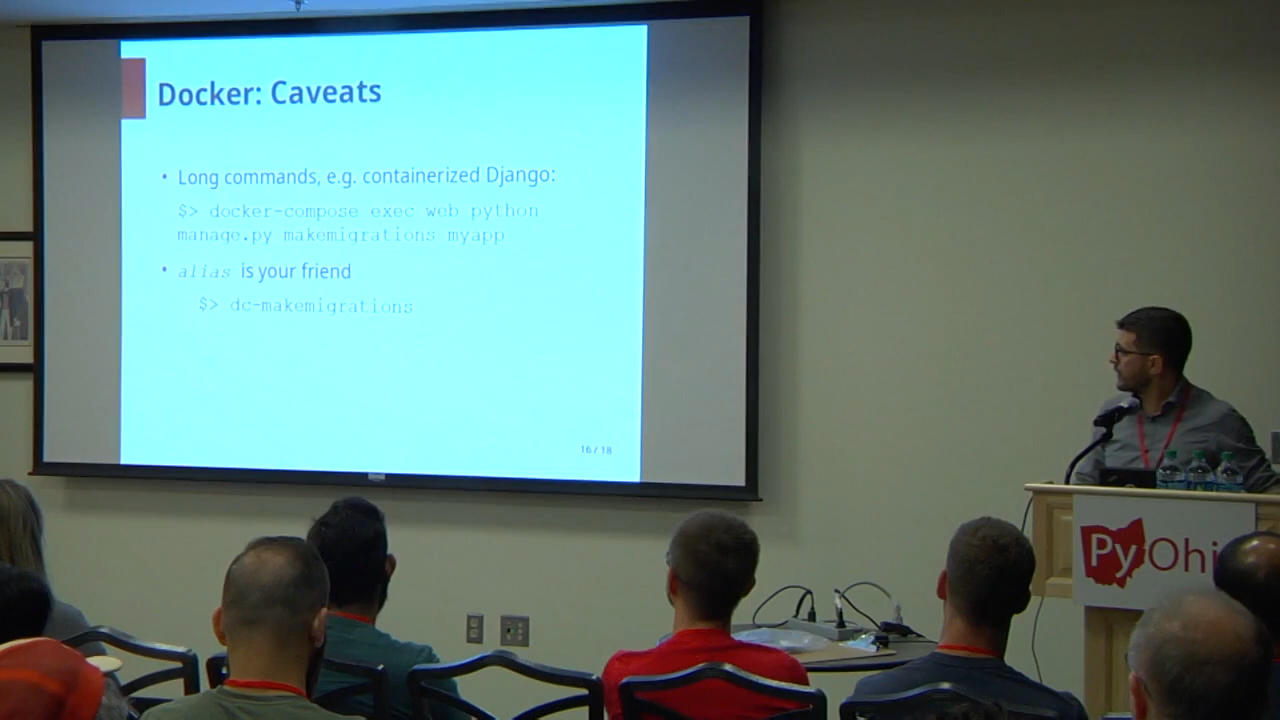 Docker: Caveats
• Long commands, e.g. containerized Django:
$> docker-compose exec web python
manage.py makemigrations myapp
• alias is your friend
$> dc-makemigrations
16 / 18
PyOhi